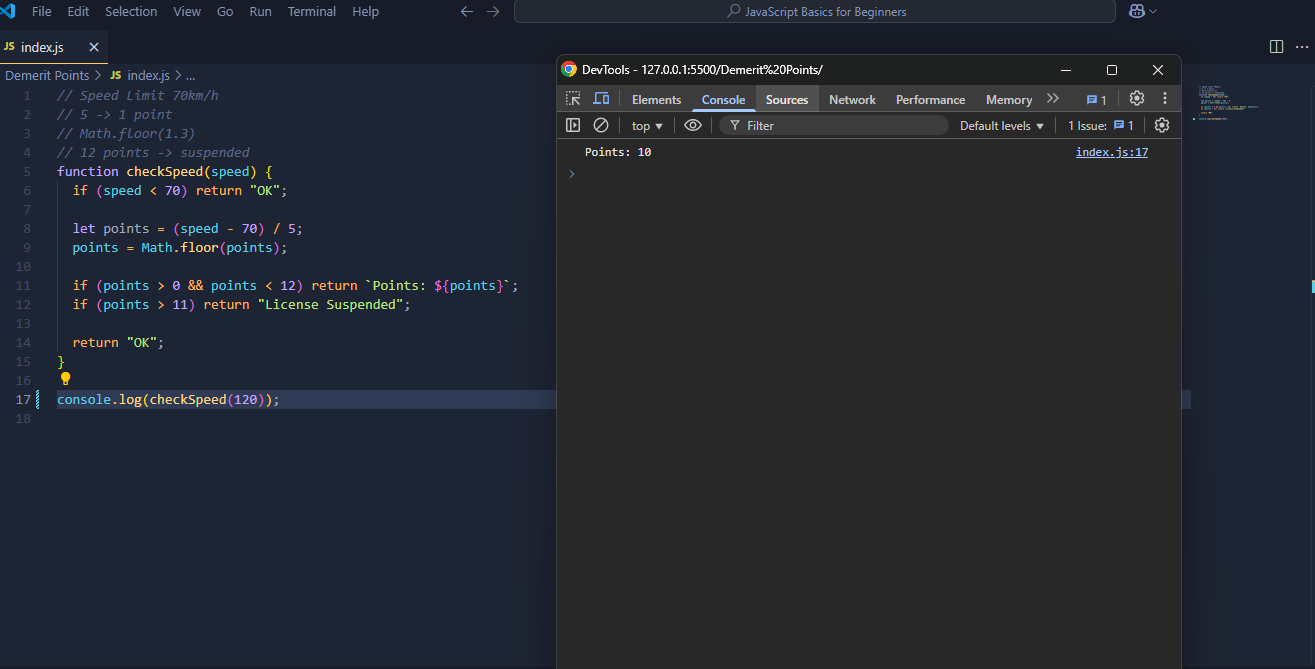 File Edit Selection View Go Run Terminal Help
JavaScript Basics for Beginners
JS index.js
Demerit Points > JS index.js > ...
1 // Speed Limit 70km/h
2 // 5 -> 1 point
3 // Math.floor(1.3)
4 // 12 points -> suspended
5 function checkSpeed(speed) {
6 if (speed < 70) return "OK";
7
8 let points = (speed - 70) / 5;
9 points = Math.floor(points);
10
11 if (points > 0 && points < 12) return `Points: ${points}`;
12 if (points > 11) return "License Suspended";
13
14 return "OK";
15 }
16
17 console.log(checkSpeed(120));
18
DevTools - 127.0.0.1:5500/Demerit%20Points/
Elements Console Sources Network Performance Memory 1
top Filter Default levels 1 Issue: 1
Points: 10 index.js:17